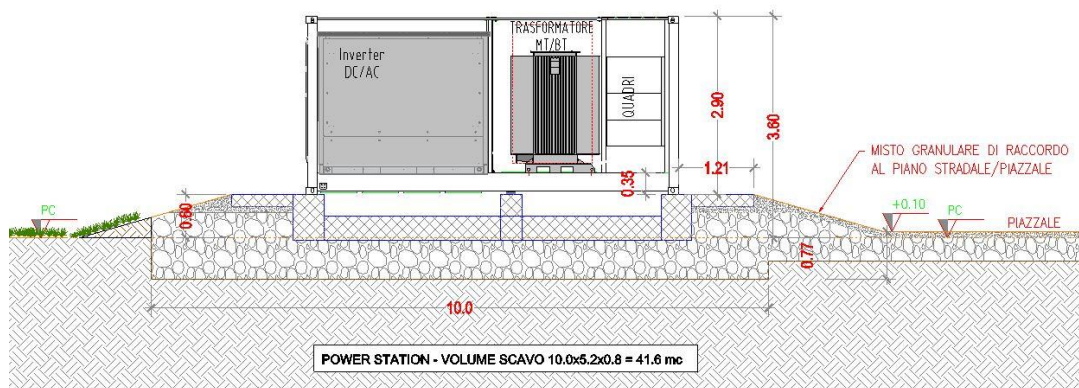 TRASFORMATORE
MT/BT
Inverter
DC/AC
QUADRI
2.90
3.60
MISTO GRANULARE DI RACCORDO
AL PIANO STRADALE/PIAZZALE
1.21
0.35
PC
0.60
+0.10
PC
PIAZZALE
0.77
10.0
POWER STATION - VOLUME SCAVO 10.0x5.2x0.8 = 41.6 mc